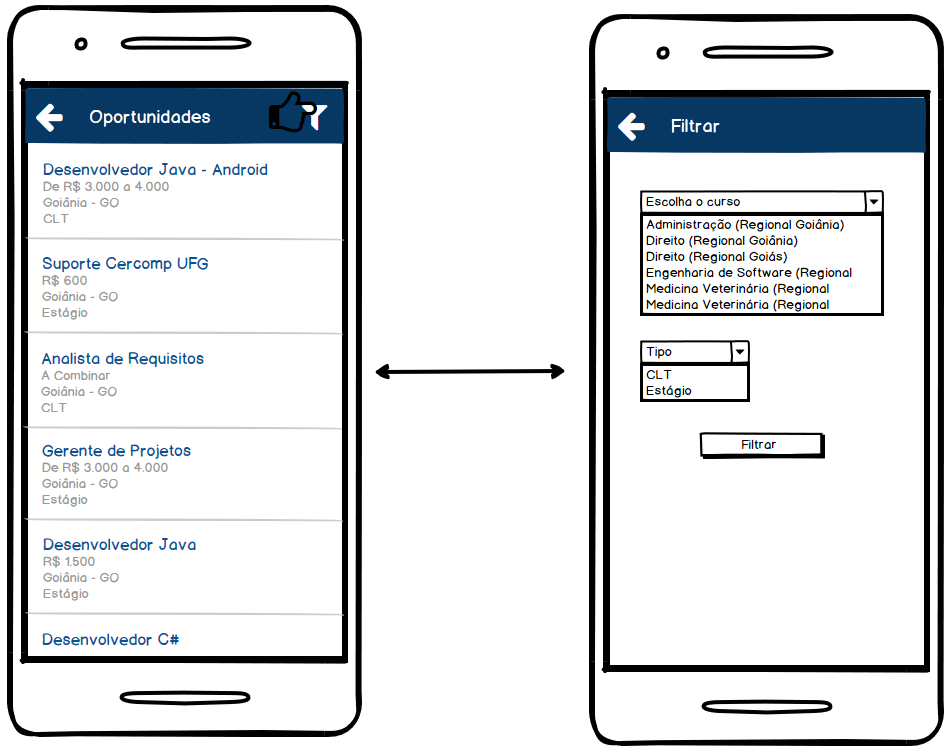 Oportunidades
Desenvolvedor Java - Android
De R$ 3.000 a 4.000
Goiânia - GO
CLT
Suporte Cercomp UFG
R$ 600
Goiânia - GO
Estágio
Analista de Requisitos
A Combinar
Goiânia - GO
CLT
Gerente de Projetos
De R$ 3.000 a 4.000
Goiânia - GO
Estágio
Desenvolvedor Java
R$ 1.500
Goiânia - GO
Estágio
Desenvolvedor C#
Filtrar
Escolha o curso
Administração (Regional Goiânia)
Direito (Regional Goiânia)
Direito (Regional Goiás)
Engenharia de Software (Regional
Medicina Veterinária (Regional
Medicina Veterinária (Regional
Tipo
CLT
Estágio
Filtrar